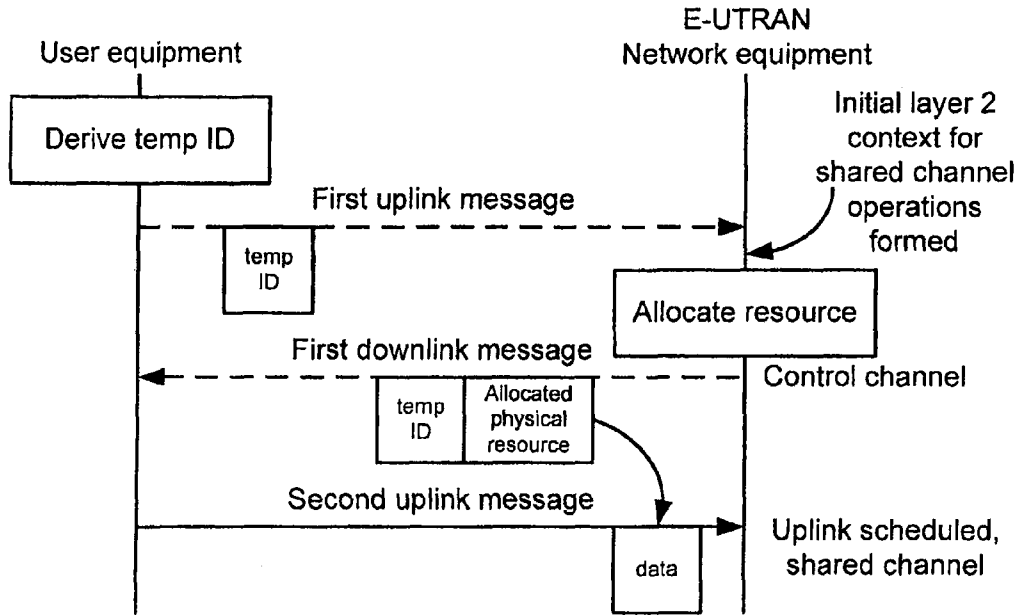 E-UTRAN
User equipment
Network equipment
Derive temp ID
Initial layer 2
context for
shared channel
operations
formed
First uplink message
temp
ID
Allocate resource
First downlink message
Control channel
temp
ID
Allocated
physical
resource
Second uplink message
Uplink scheduled,
shared channel
data